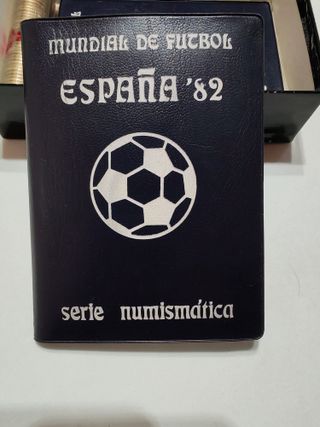 MUNDIAL DE FUTBOL
ESPAÑA '82
serie numismática